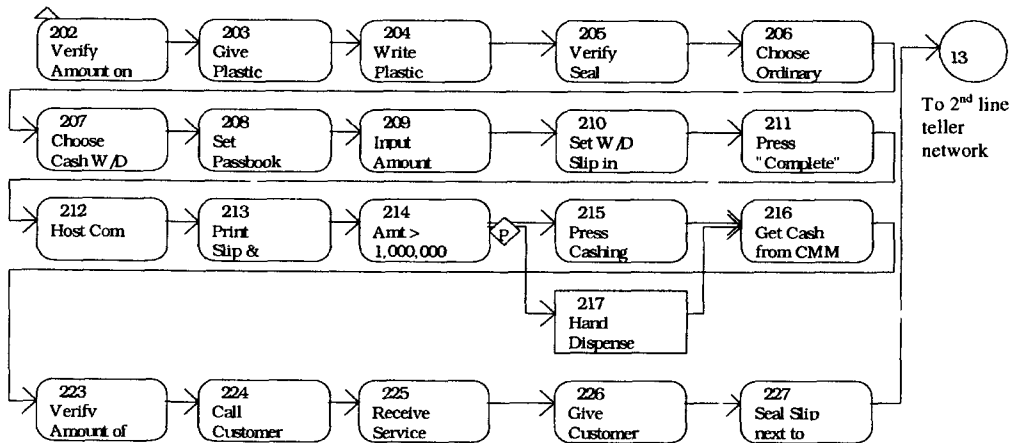 202
Verify
Amount on
203
Give
Plastic
204
Write
Plastic
205
Verify
Seal
206
Choose
Ordinary
13
To 2nd line
teller
network
207
Choose
Cash W/D
208
Set
Passbook
209
Input
Amount
210
Set W/D
Slip in
211
Press
"Complete"
212
Host Com
213
Print
Slip &
214
Amt >
1,000,000
P
215
Press
Cashing
216
Get Cash
from CMM
217
Hand
Dispense
223
Verify
Amount of
224
Call
Customer
225
Receive
Service
226
Give
Customer
227
Seal Slip
next to